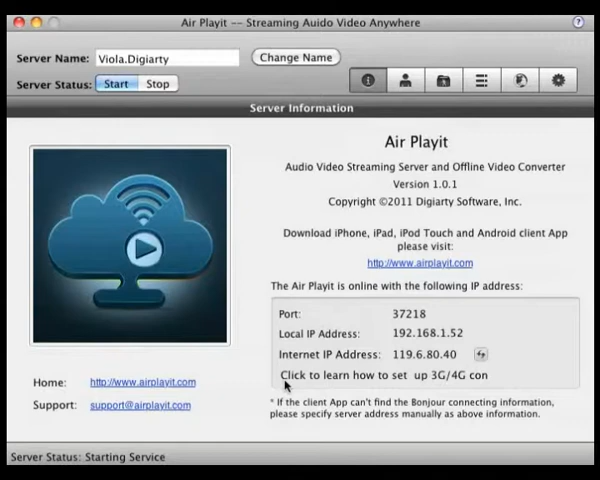 Air Playit -- Streaming Auido Video Anywhere
?
Server Name: Viola.Digiarty Change Name
Server Status: Start Stop
Server Information
Air Playit
Audio Video Streaming Server and Offline Video Converter
Version 1.0.1
Copyright ©2011 Digiarty Software, Inc.
Download iPhone, iPad, iPod Touch and Android client App
please visit:
http://www.airplayit.com
The Air Playit is online with the following IP address:
Port: 37218
Local IP Address: 192.168.1.52
Internet IP Address: 119.6.80.40
Click to learn how to set up 3G/4G con
Home: http://www.airplayit.com
Support: support@airplayit.com
* If the client App can't find the Bonjour connecting information,
please specify server address manually as above information.
Server Status: Starting Service